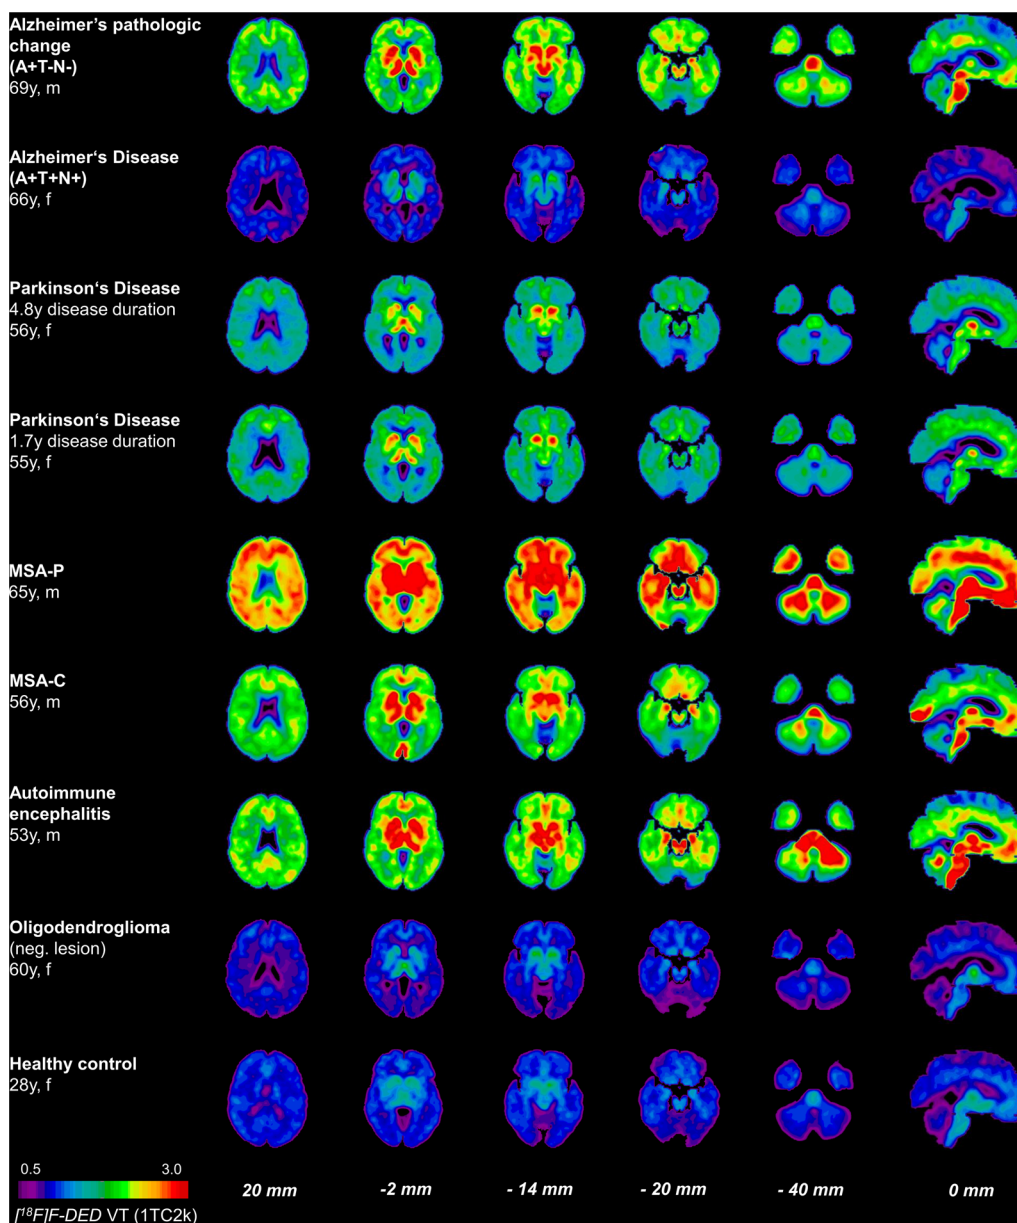 Alzheimer’s pathologic
change
(A+T-N-)
69y, m
Alzheimer‘s Disease
(A+T+N+)
66y, f
Parkinson‘s Disease
4.8y disease duration
56y, f
Parkinson‘s Disease
1.7y disease duration
55y, f
MSA-P
65y, m
MSA-C
56y, m
Autoimmune
encephalitis
53y, m
Oligodendroglioma
(neg. lesion)
60y, f
Healthy control
28y, f
0.5 3.0
[¹⁸F]F-DED VT (1TC2k)
20 mm -2 mm - 14 mm - 20 mm - 40 mm 0 mm